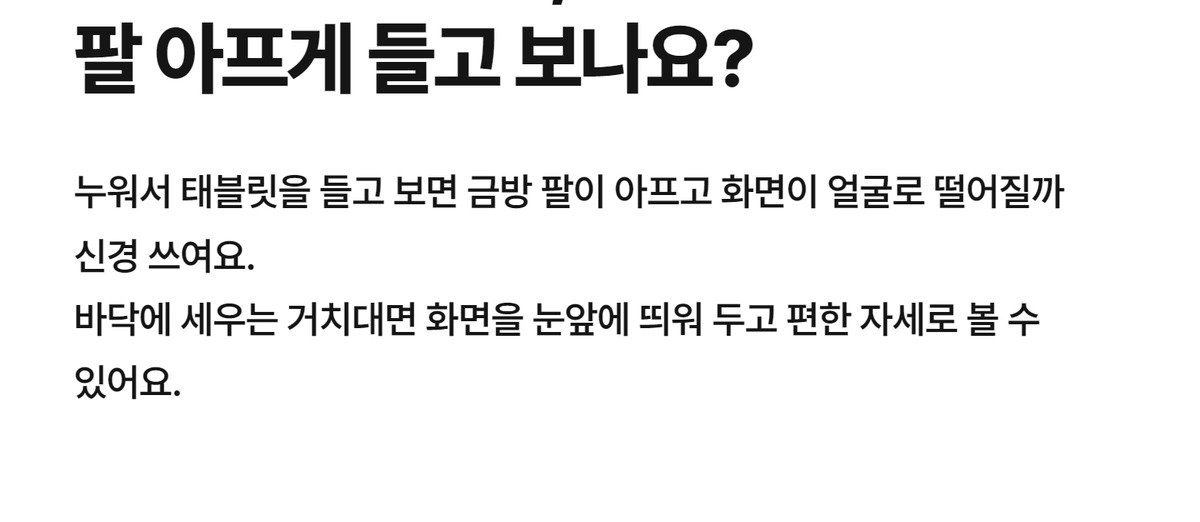 팔 아프게 들고 보나요?
누워서 태블릿을 들고 보면 금방 팔이 아프고 화면이 얼굴로 떨어질까
신경 쓰여요.
바닥에 세우는 거치대면 화면을 눈앞에 띄워 두고 편한 자세로 볼 수
있어요.